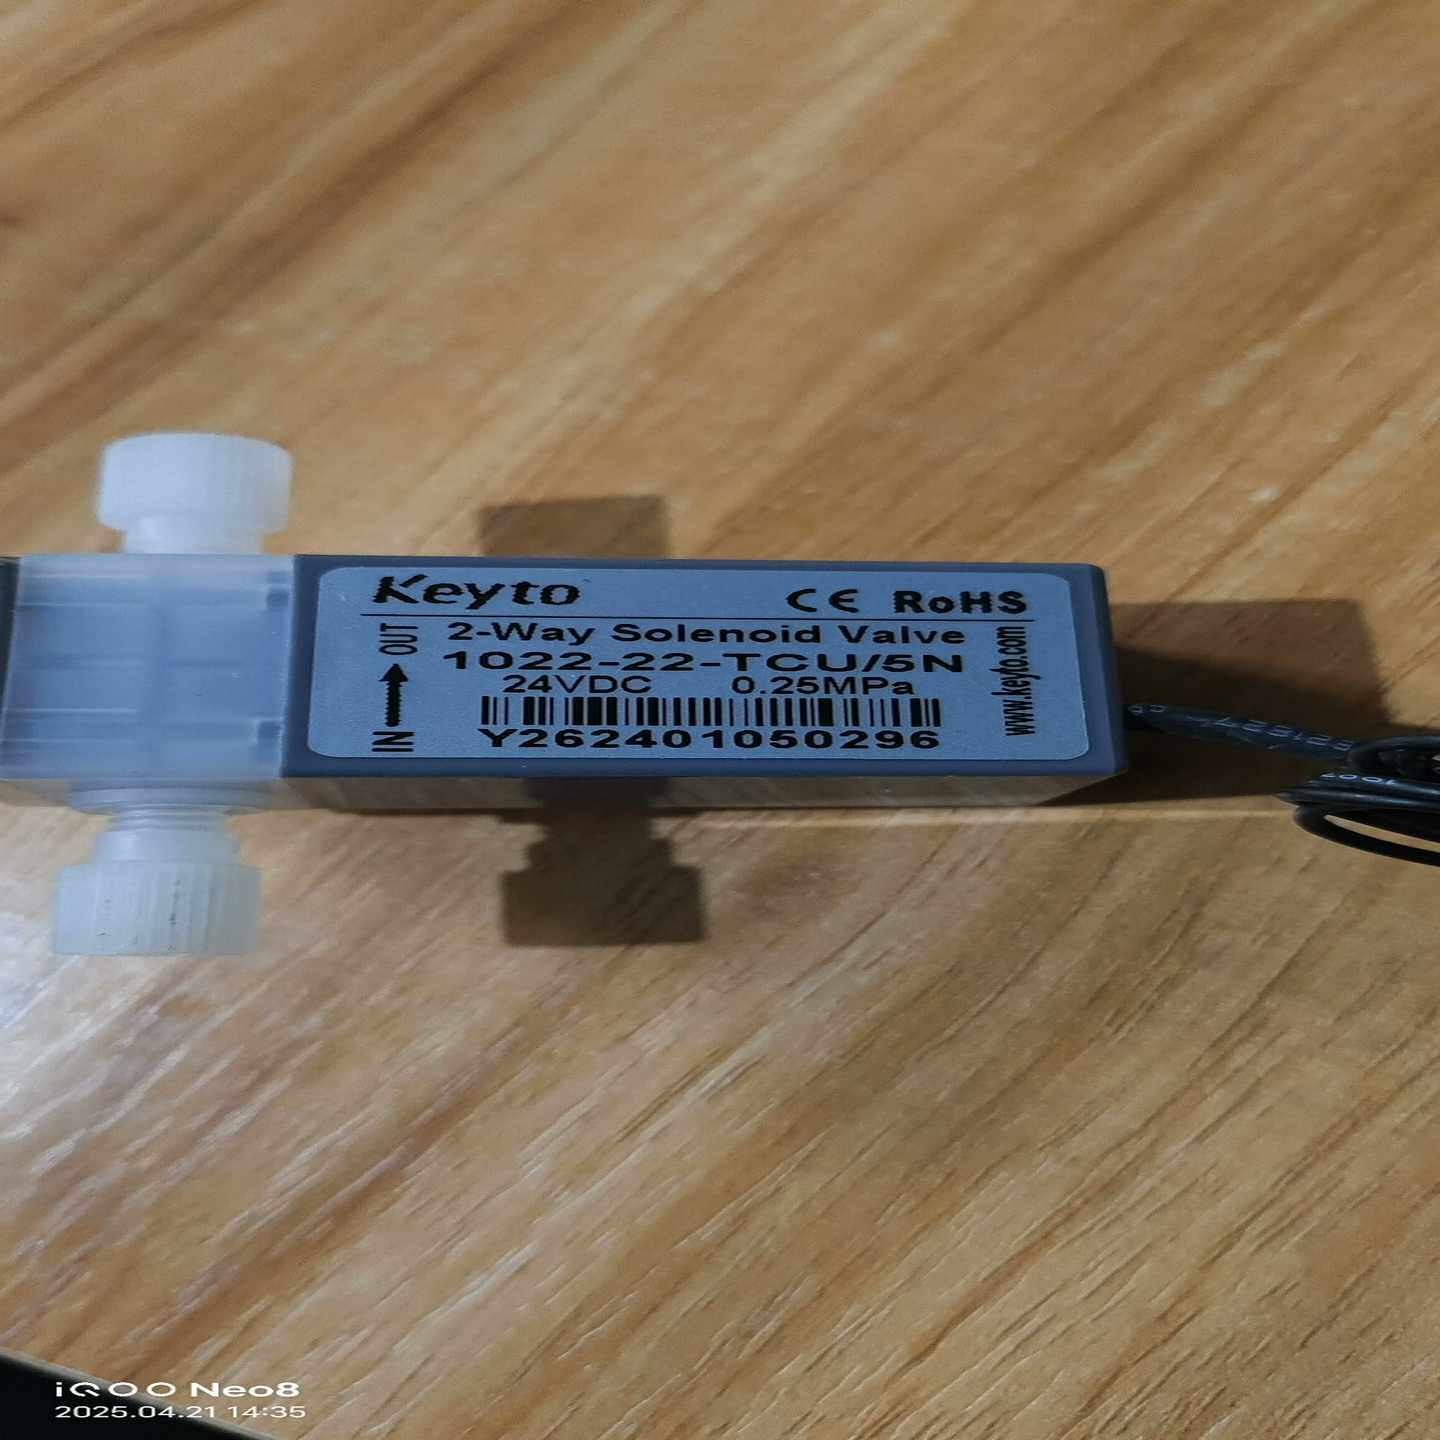 Keyto
CE RoHS
2-Way Solenoid Valve
1022-22-TCU/5N
24VDC 0.25MPa
Y262401050296
IN
OUT
www.keyto.com
iQOO Neo8
2025.04.21 14:35